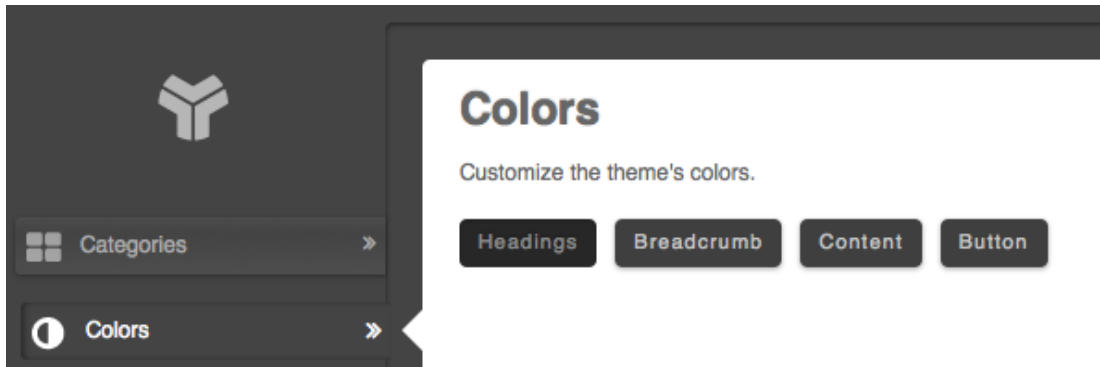 Colors
Customize the theme's colors.
Categories
Headings Breadcrumb Content Button
Colors